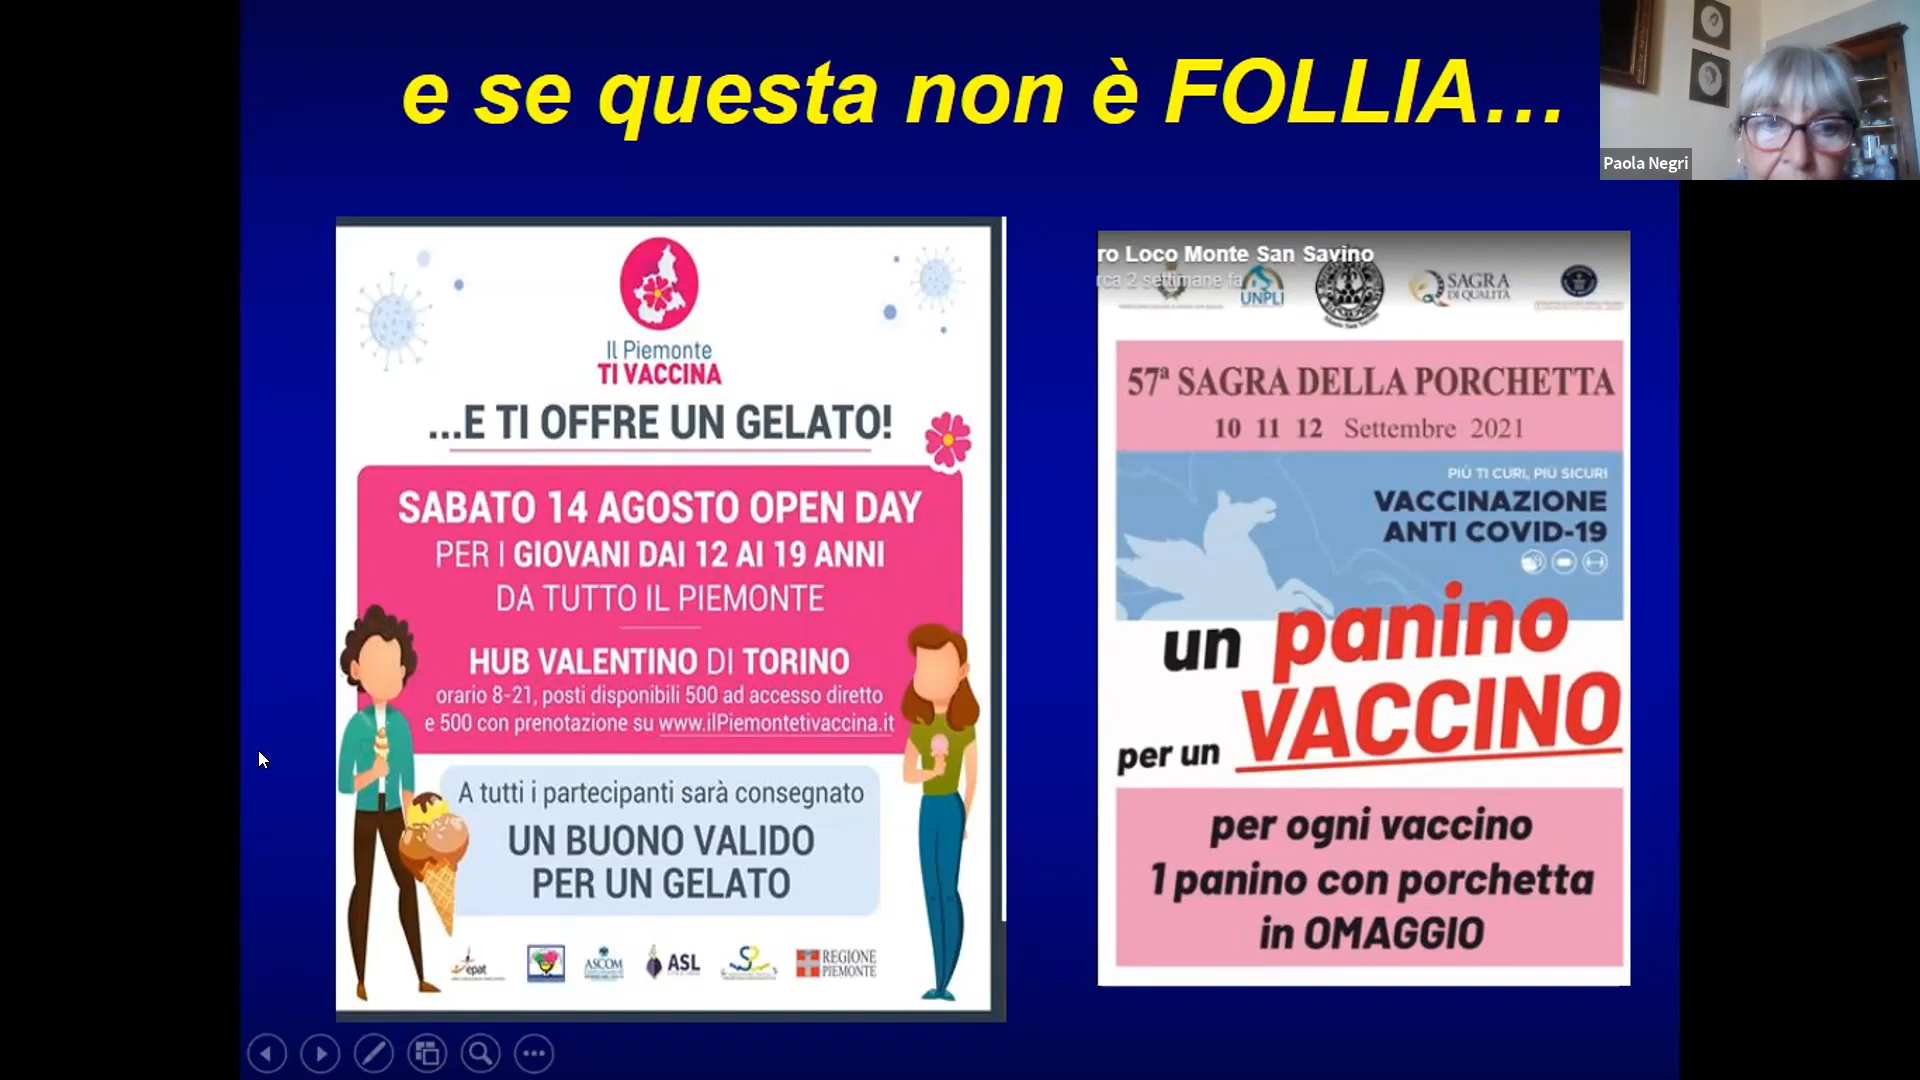 e se questa non è FOLLIA...
Paola Negri
Il Piemonte
TI VACCINA
...E TI OFFRE UN GELATO!
SABATO 14 AGOSTO OPEN DAY
PER I GIOVANI DAI 12 AI 19 ANNI
DA TUTTO IL PIEMONTE
HUB VALENTINO DI TORINO
orario 8-21, posti disponibili 500 ad accesso diretto
e 500 con prenotazione su www.ilPiemontetivaccina.it
A tutti i partecipanti sarà consegnato
UN BUONO VALIDO
PER UN GELATO
epat
ASCOM
ASL
REGIONE
PIEMONTE
ro Loco Monte San Savino
rca 2 settimane fa
UNPLI
SAGRA
DI QUALITÀ
57ª SAGRA DELLA PORCHETTA
10 11 12 Settembre 2021
PIÙ TI CURI, PIÙ SICURI
VACCINAZIONE
ANTI COVID-19
un panino
per un VACCINO
per ogni vaccino
1 panino con porchetta
in OMAGGIO